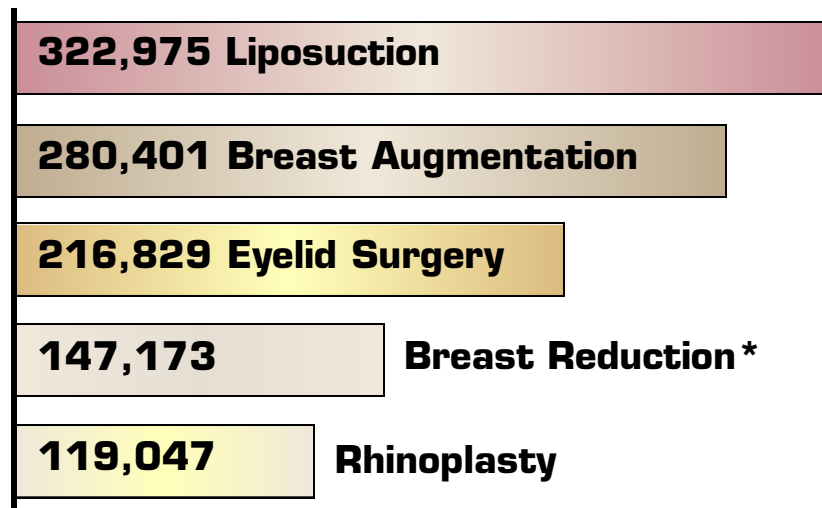 322,975 Liposuction
280,401 Breast Augmentation
216,829 Eyelid Surgery
147,173 Breast Reduction*
119,047 Rhinoplasty